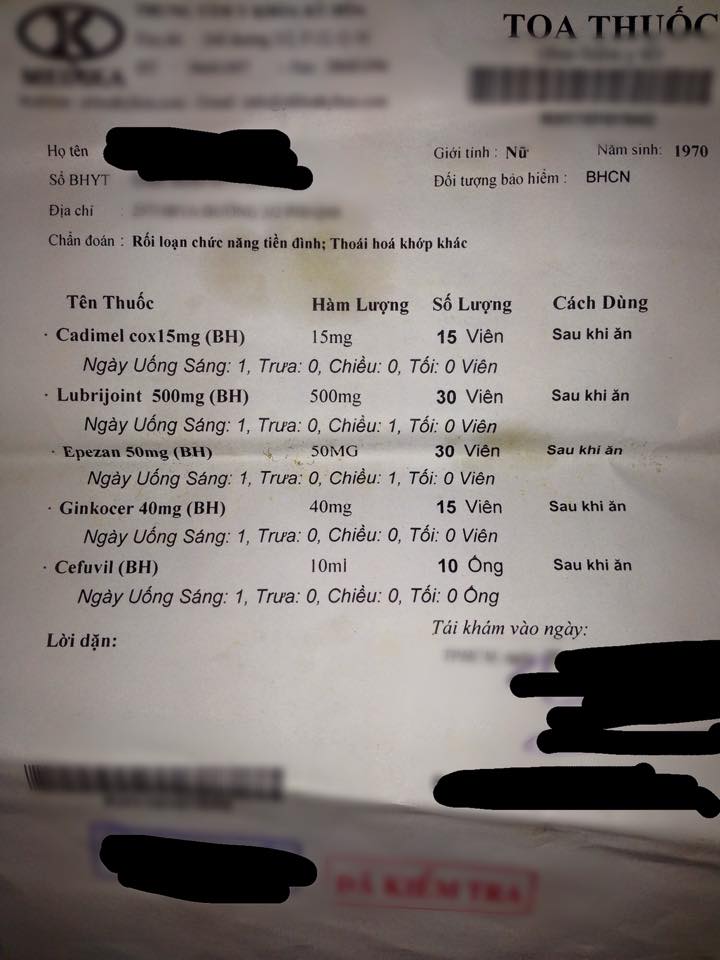 TOA THUỐC
Họ tên
Giới tính : Nữ Năm sinh: 1970
Sổ BHYT
Đối tượng bảo hiểm : BHCN
Địa chỉ :
Chẩn đoán : Rối loạn chức năng tiền đình; Thoái hoá khớp khác
Tên Thuốc Hàm Lượng Số Lượng Cách Dùng
· Cadimel cox15mg (BH) 15mg 15 Viên Sau khi ăn
Ngày Uống Sáng: 1, Trưa: 0, Chiều: 0, Tối: 0 Viên
· Lubrijoint 500mg (BH) 500mg 30 Viên Sau khi ăn
Ngày Uống Sáng: 1, Trưa: 0, Chiều: 1, Tối: 0 Viên
· Epezan 50mg (BH) 50MG 30 Viên Sau khi ăn
Ngày Uống Sáng: 1, Trưa: 0, Chiều: 1, Tối: 0 Viên
· Ginkocer 40mg (BH) 40mg 15 Viên Sau khi ăn
Ngày Uống Sáng: 1, Trưa: 0, Chiều: 0, Tối: 0 Viên
· Cefuvil (BH) 10ml 10 Ống Sau khi ăn
Ngày Uống Sáng: 1, Trưa: 0, Chiều: 0, Tối: 0 Ống
Tái khám vào ngày:
Lời dặn:
ĐÃ KIỂM TRA